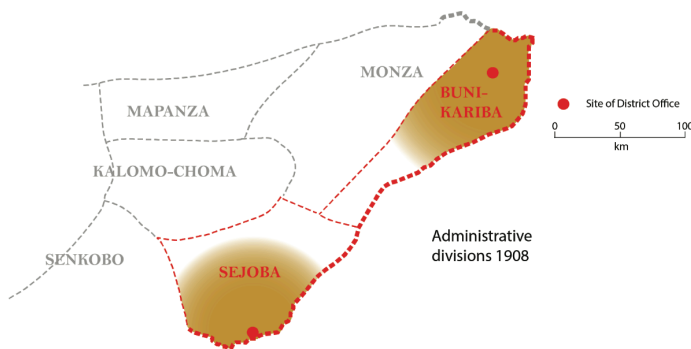 MONZA
BUNI-
KARIBA
MAPANZA
KALOMO-CHOMA
SENKOBO
SEJOBA
Site of District Office
0 50 100
km
Administrative
divisions 1908